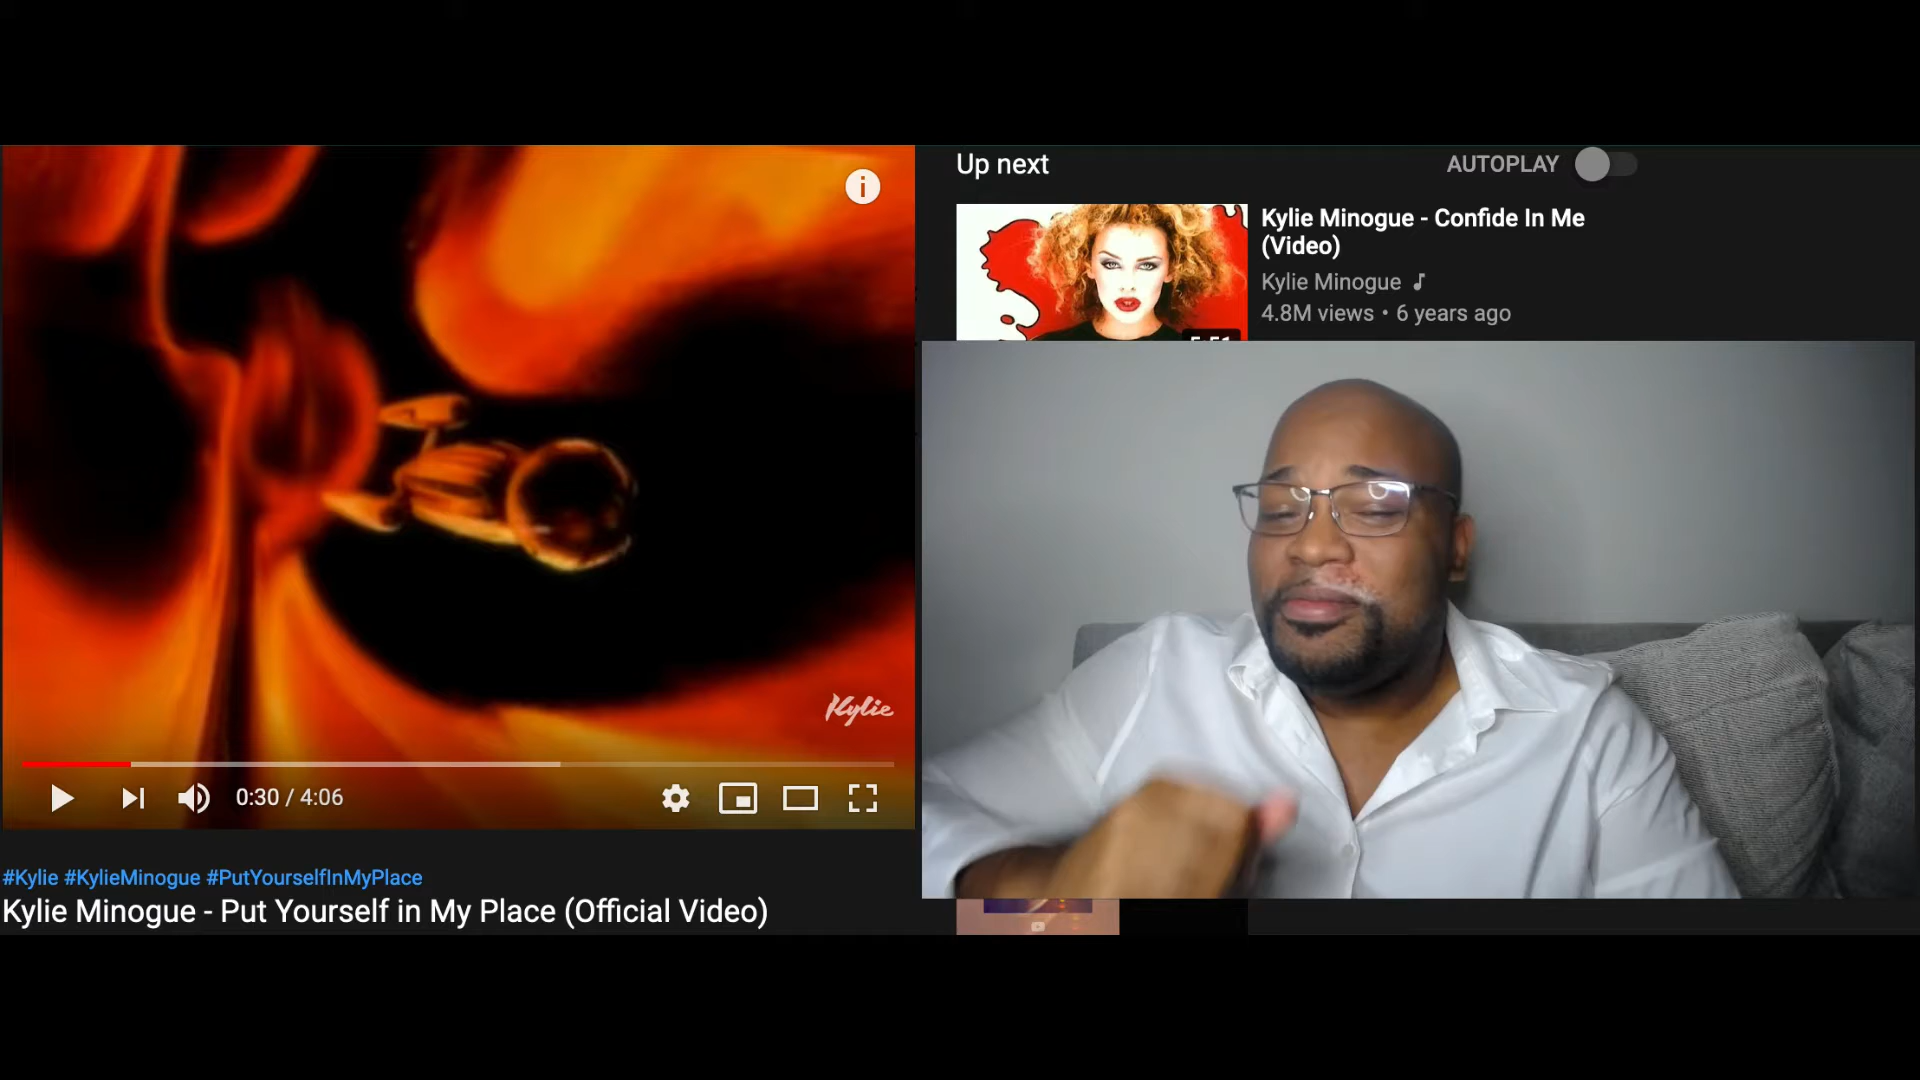 Up next
AUTOPLAY
Kylie Minogue - Confide In Me
(Video)
Kylie Minogue
4.8M views • 6 years ago
Kylie
0:30 / 4:06
#Kylie #KylieMinogue #PutYourselfInMyPlace
Kylie Minogue - Put Yourself in My Place (Official Video)